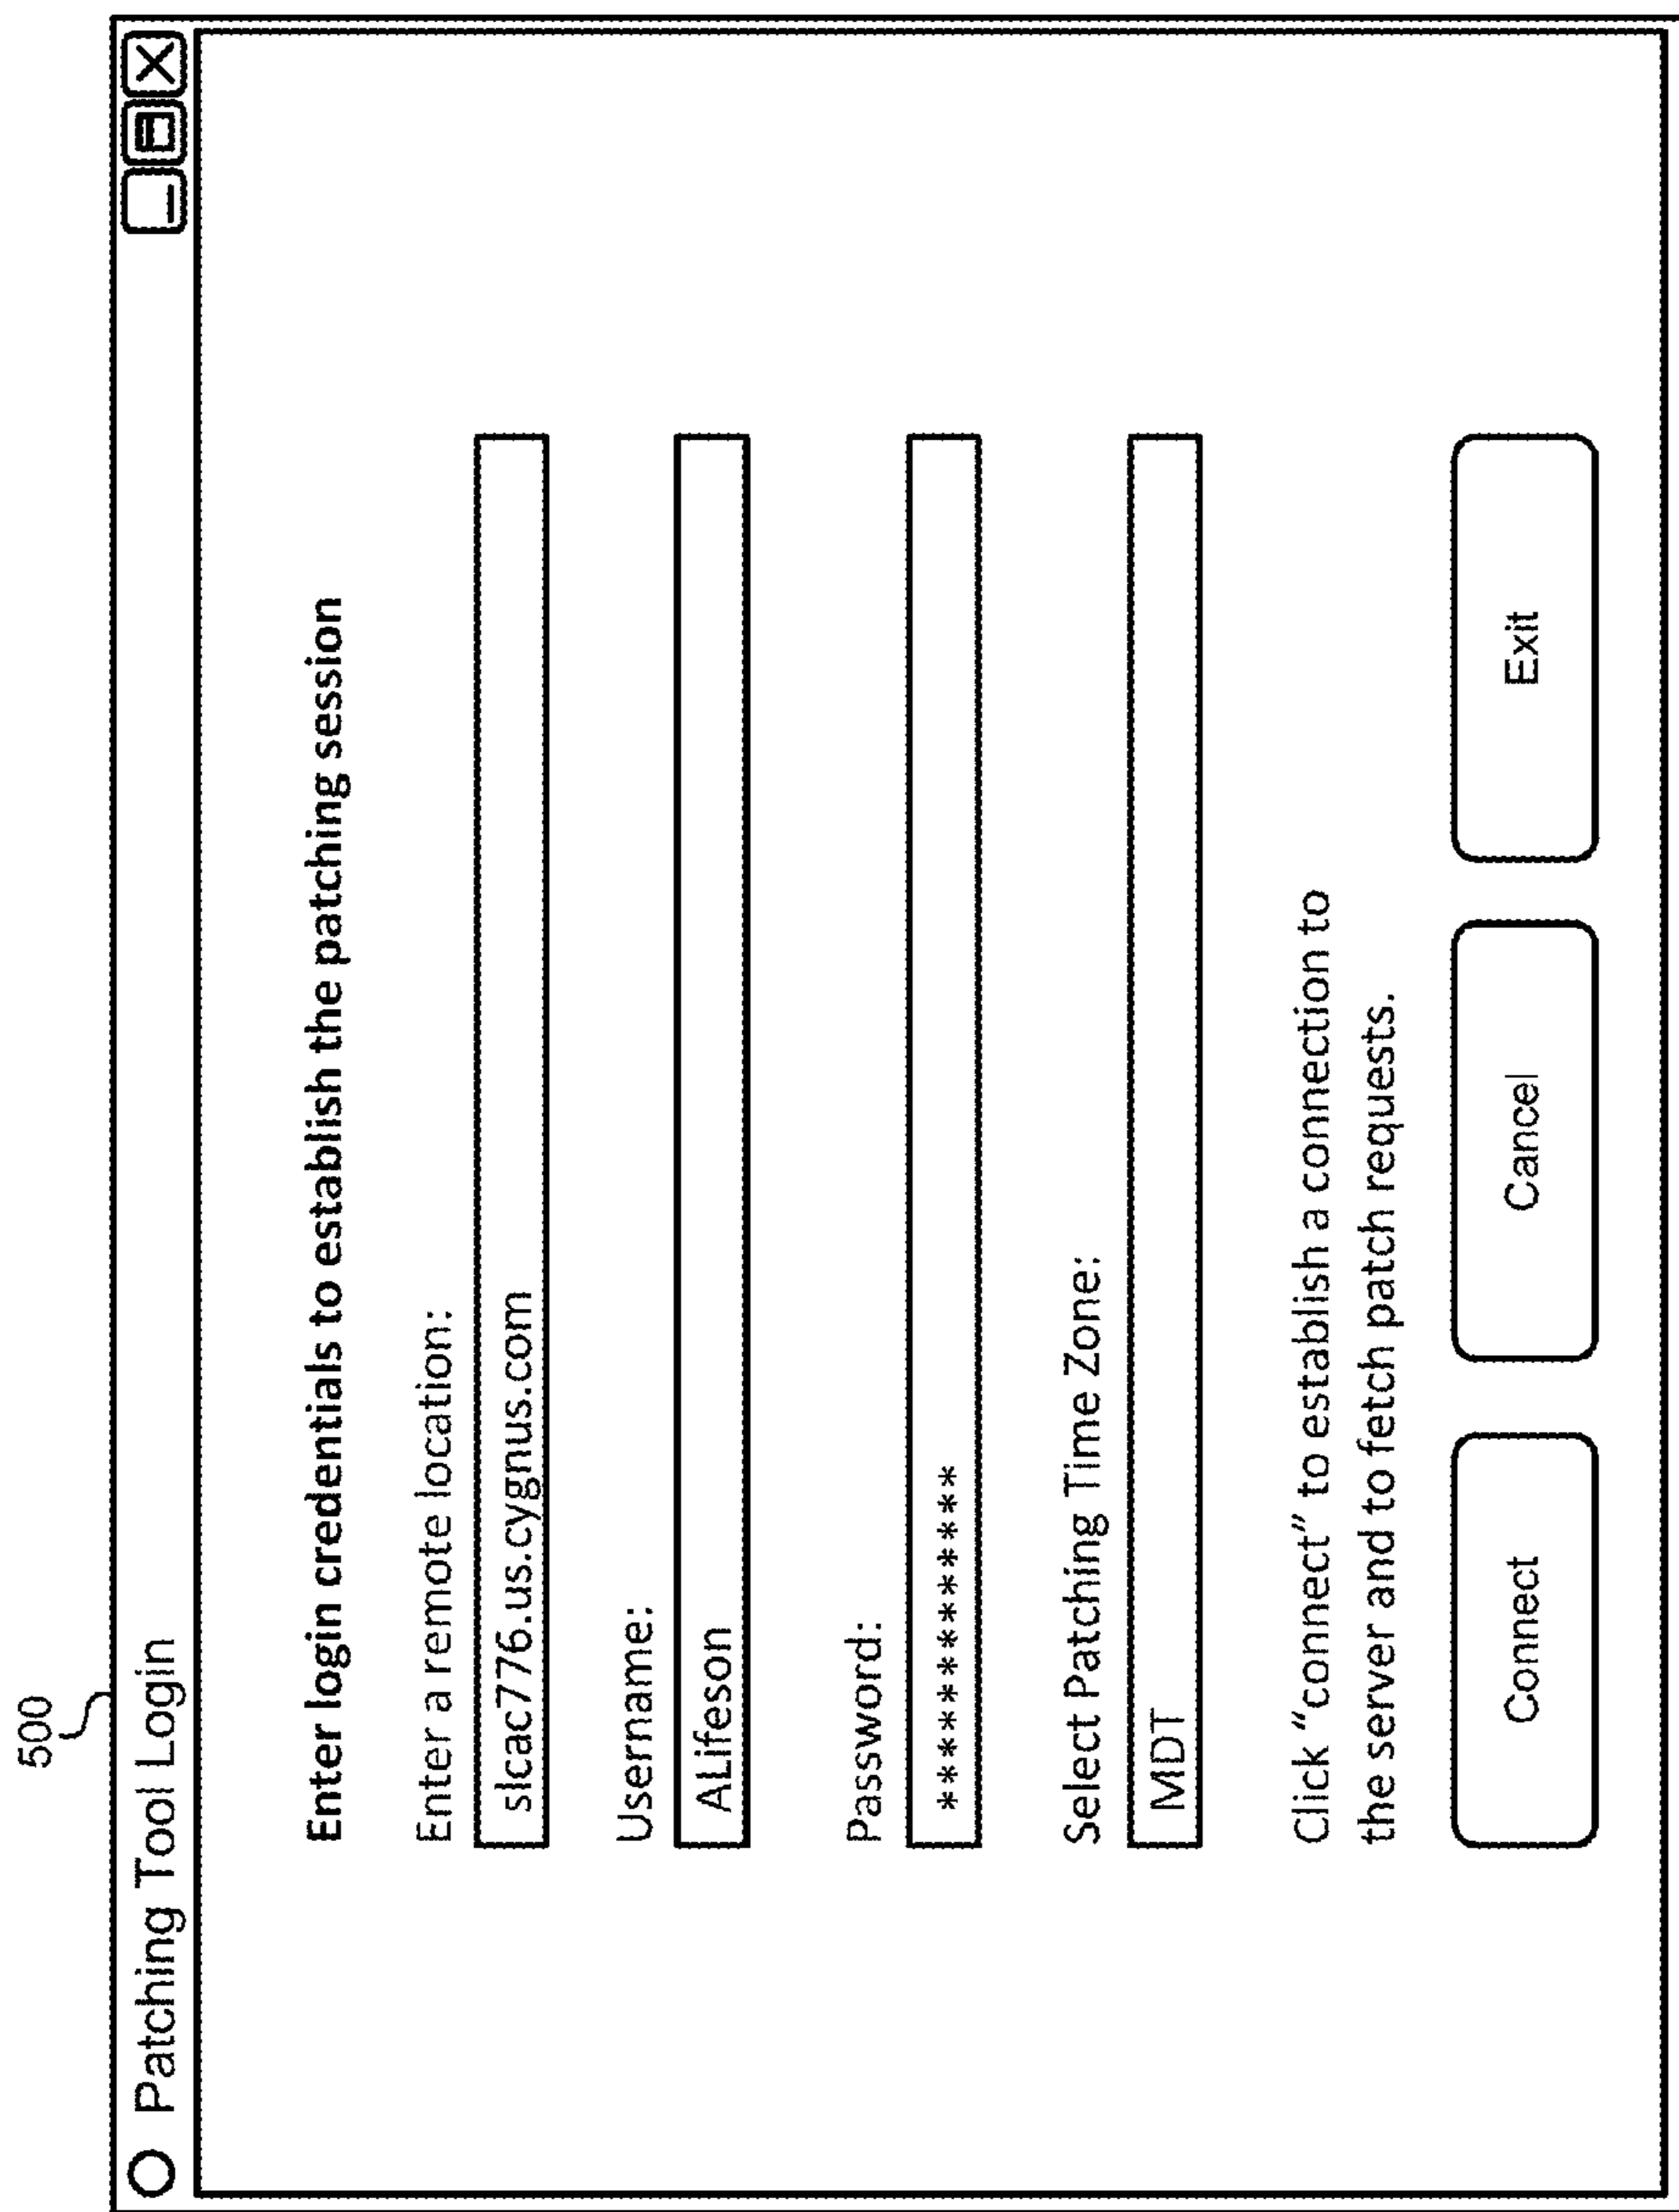 500
Patching Tool Login
Enter login credentials to establish the patching session
Enter a remote location:
slcac776.us.cygnus.com
Username:
ALifeson
Password:
*************
Select Patching Time Zone:
MDT
Click “connect” to establish a connection to
the server and to fetch patch requests.
Connect Cancel Exit